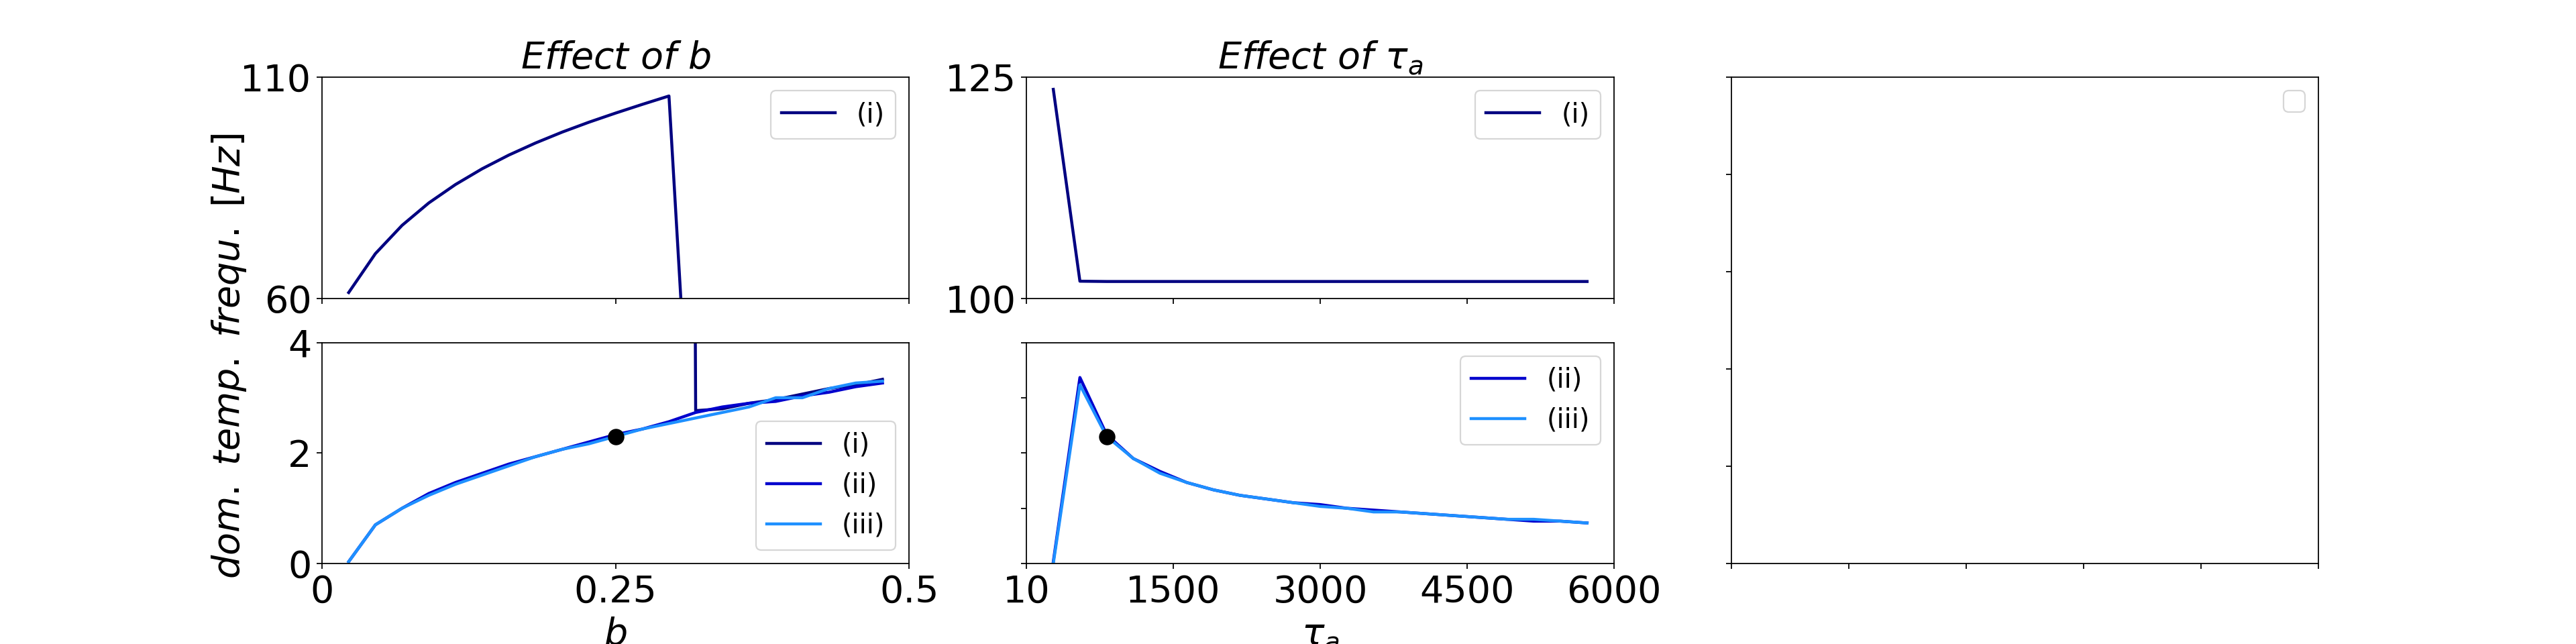 Effect of b
Effect of τa
110
60
(i)
125
100
(i)
dom. temp. frequ. [Hz]
4
2
0
(i)
(ii)
(iii)
(ii)
(iii)
0
0.25
0.5
10
1500
3000
4500
6000
b
τa